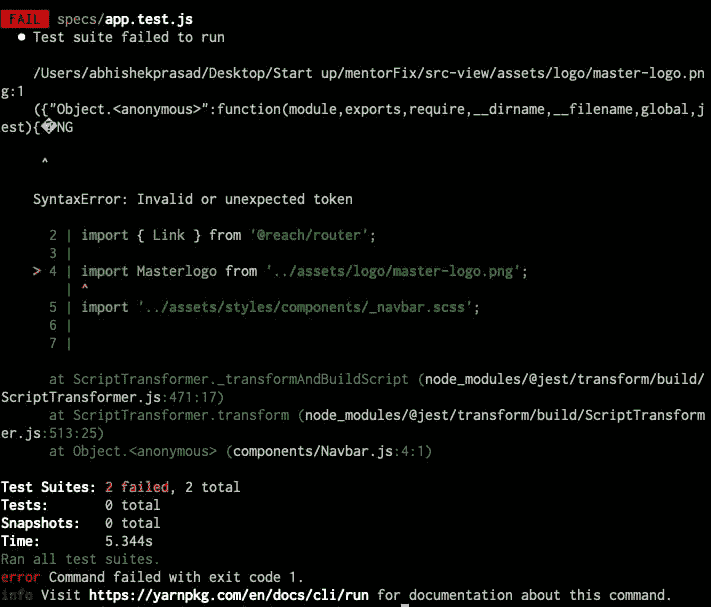 FAIL specs/app.test.js
● Test suite failed to run
/Users/abhishekprasad/Desktop/Start up/mentorFix/src-view/assets/logo/master-logo.pn
g:1
({"Object.<anonymous>":function(module,exports,require,__dirname,__filename,global,j
est){�NG
^
SyntaxError: Invalid or unexpected token
2 | import { Link } from '@reach/router';
3 |
> 4 | import Masterlogo from '../assets/logo/master-logo.png';
| ^
5 | import '../assets/styles/components/_navbar.scss';
6 |
7 |
at ScriptTransformer._transformAndBuildScript (node_modules/@jest/transform/build/
ScriptTransformer.js:471:17)
at ScriptTransformer.transform (node_modules/@jest/transform/build/ScriptTransform
er.js:513:25)
at Object.<anonymous> (components/Navbar.js:4:1)
Test Suites: 2 failed, 2 total
Tests: 0 total
Snapshots: 0 total
Time: 5.344s
Ran all test suites.
error Command failed with exit code 1.
info Visit https://yarnpkg.com/en/docs/cli/run for documentation about this command.